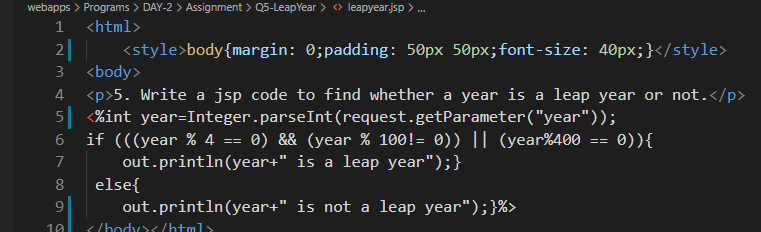 webapps > Programs > DAY-2 > Assignment > Q5-LeapYear > <> leapyear.jsp > ...
1 <html>
2 <style>body{margin: 0;padding: 50px 50px;font-size: 40px;}</style>
3 <body>
4 <p>5. Write a jsp code to find whether a year is a leap year or not.</p>
5 <%int year=Integer.parseInt(request.getParameter("year"));
6 if (((year % 4 == 0) && (year % 100!= 0)) || (year%400 == 0)){
7 out.println(year+" is a leap year");}
8 else{
9 out.println(year+" is not a leap year");}%>
10 </body></html>